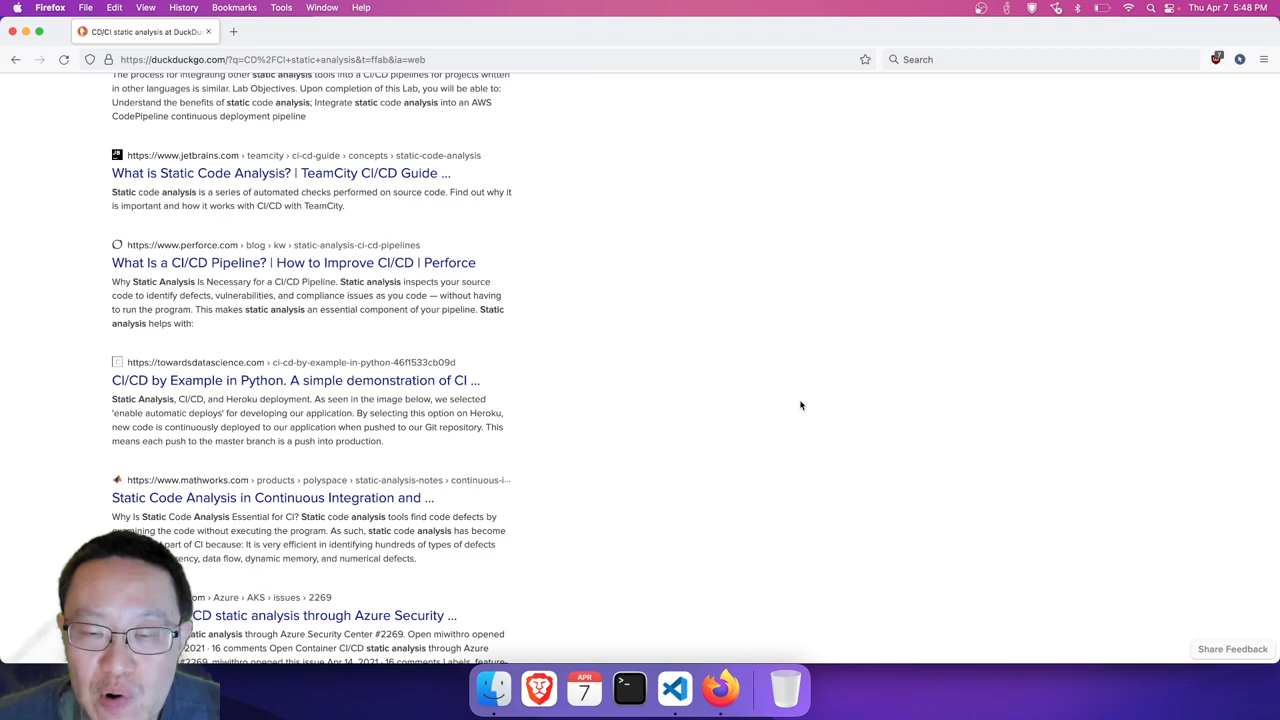 Firefox File Edit View History Bookmarks Tools Window Help Thu Apr 7 5:48 PM
CD/CI static analysis at DuckDu
https://duckduckgo.com/?q=CD%2FCI+static+analysis&t=ffab&ia=web
Search
The process for integrating other static analysis tools into a CI/CD pipelines for projects written
in other languages is similar. Lab Objectives. Upon completion of this Lab, you will be able to:
Understand the benefits of static code analysis; Integrate static code analysis into an AWS
CodePipeline continuous deployment pipeline
https://www.jetbrains.com › teamcity › ci-cd-guide › concepts › static-code-analysis
What is Static Code Analysis? | TeamCity CI/CD Guide ...
Static code analysis is a series of automated checks performed on source code. Find out why it
is important and how it works with CI/CD with TeamCity.
https://www.perforce.com › blog › kw › static-analysis-ci-cd-pipelines
What Is a CI/CD Pipeline? | How to Improve CI/CD | Perforce
Why Static Analysis Is Necessary for a CI/CD Pipeline. Static analysis inspects your source
code to identify defects, vulnerabilities, and compliance issues as you code — without having
to run the program. This makes static analysis an essential component of your pipeline. Static
analysis helps with:
https://towardsdatascience.com › ci-cd-by-example-in-python-46f1533cb09d
CI/CD by Example in Python. A simple demonstration of CI ...
Static Analysis, CI/CD, and Heroku deployment. As seen in the image below, we selected
'enable automatic deploys' for developing our application. By selecting this option on Heroku,
new code is continuously deployed to our application when pushed to our Git repository. This
means each push to the master branch is a push into production.
https://www.mathworks.com › products › polyspace › static-analysis-notes › continuous-i...
Static Code Analysis in Continuous Integration and ...
Why Is Static Code Analysis Essential for CI? Static code analysis tools find code defects by
examining the code without executing the program. As such, static code analysis has become
part of CI because: It is very efficient in identifying hundreds of types of defects
data flow, dynamic memory, and numerical defects.
› Azure › AKS › issues › 2269
CD static analysis through Azure Security ...
analysis through Azure Security Center #2269. Open miwithro opened
2021 · 16 comments Open Container CI/CD static analysis through Azure
#2269. miwithro opened this issue Apr 14, 2021 · 16 comments Labels. feature-
Share Feedback
APR
7